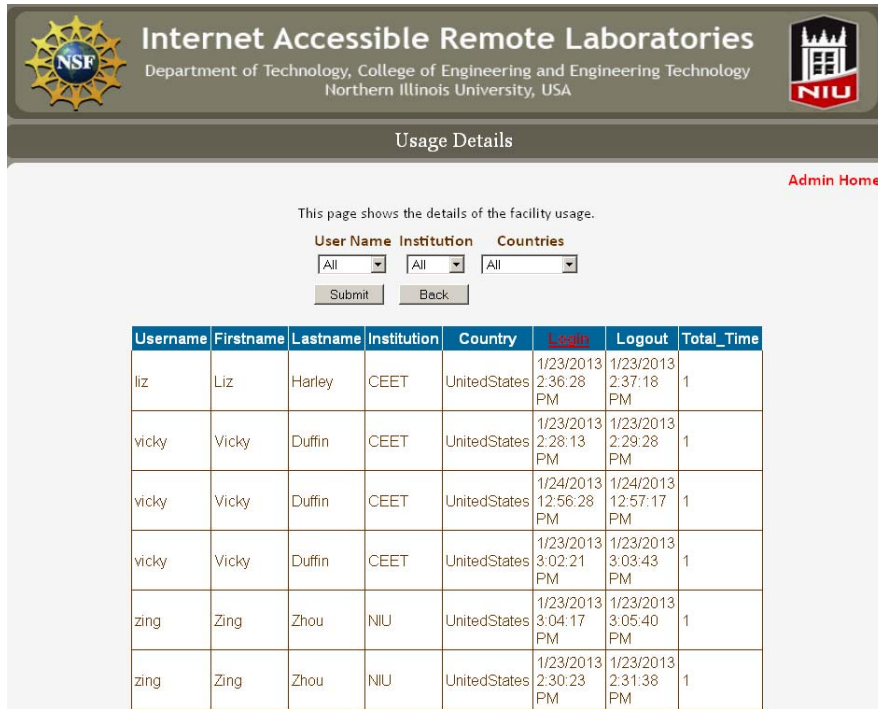 NSF
Internet Accessible Remote Laboratories
Department of Technology, College of Engineering and Engineering Technology
Northern Illinois University, USA
NIU
Usage Details
Admin Home
This page shows the details of the facility usage.
User Name Institution Countries
All All All
Submit Back
Username Firstname Lastname Institution Country Login Logout Total_Time
liz Liz Harley CEET UnitedStates 1/23/2013 2:36:28 PM 1/23/2013 2:37:18 PM 1
vicky Vicky Duffin CEET UnitedStates 1/23/2013 2:28:13 PM 1/23/2013 2:29:28 PM 1
vicky Vicky Duffin CEET UnitedStates 1/24/2013 12:56:28 PM 1/24/2013 12:57:17 PM 1
vicky Vicky Duffin CEET UnitedStates 1/23/2013 3:02:21 PM 1/23/2013 3:03:43 PM 1
zing Zing Zhou NIU UnitedStates 1/23/2013 3:04:17 PM 1/23/2013 3:05:40 PM 1
zing Zing Zhou NIU UnitedStates 1/23/2013 2:30:23 PM 1/23/2013 2:31:38 PM 1